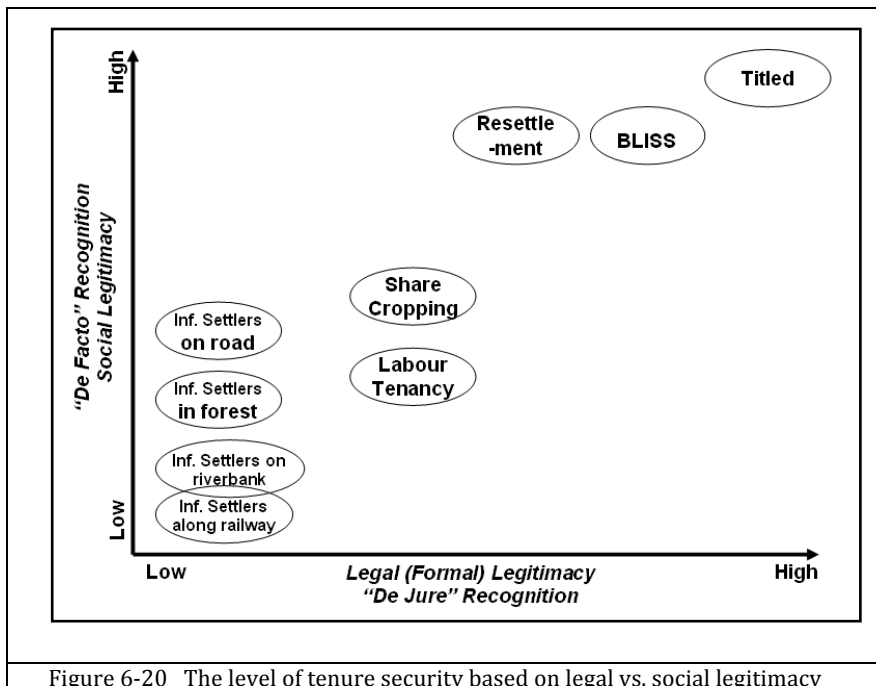 High
Titled
Resettle
-ment
BLISS
"De Facto" Recognition
Social Legitimacy
Share
Cropping
Inf. Settlers
on road
Labour
Tenancy
Inf. Settlers
in forest
Inf. Settlers on
riverbank
Inf. Settlers
along railway
Low
Low
Legal (Formal) Legitimacy
"De Jure" Recognition
High
Figure 6-20 The level of tenure security based on legal vs. social legitimacy